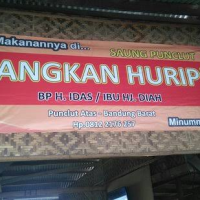 Makanannya di...
SAUNG PUNCLUT
ANGKAN HURIP
BP H. IDAS / IBU HJ. DIAH
Punclut Atas - Bandung Barat
Minumn